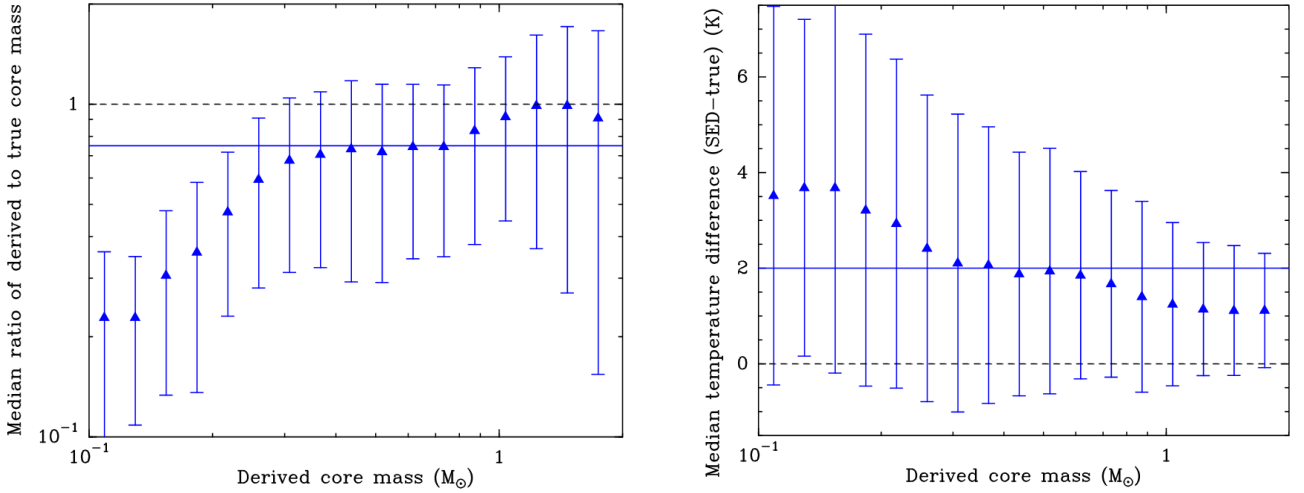 Median ratio of derived to true core mass
1
10⁻¹
10⁻¹
1
Derived core mass (M☉)
Median temperature difference (SED−true) (K)
6
4
2
0
10⁻¹
1
Derived core mass (M☉)